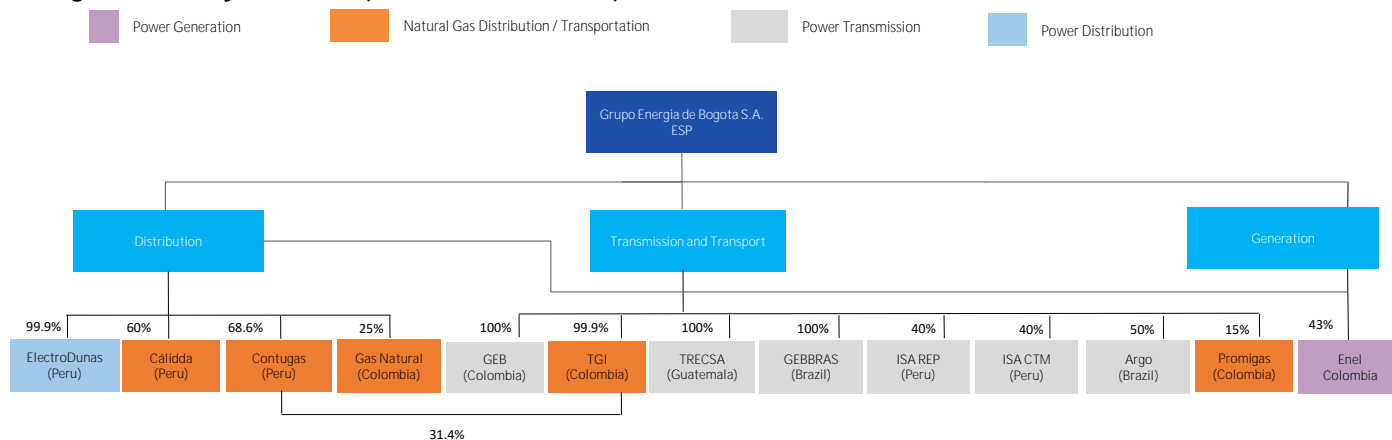 Power Generation
Natural Gas Distribution / Transportation
Power Transmission
Power Distribution
Grupo Energia de Bogota S.A.
ESP
Distribution
Transmission and Transport
Generation
99.9%
60%
68.6%
25%
100%
99.9%
100%
100%
40%
40%
50%
15%
43%
ElectroDunas
(Peru)
Cálidda
(Peru)
Contugas
(Peru)
Gas Natural
(Colombia)
GEB
(Colombia)
TGI
(Colombia)
TRECSA
(Guatemala)
GEBBRAS
(Brazil)
ISA REP
(Peru)
ISA CTM
(Peru)
Argo
(Brazil)
Promigas
(Colombia)
Enel
Colombia
31.4%